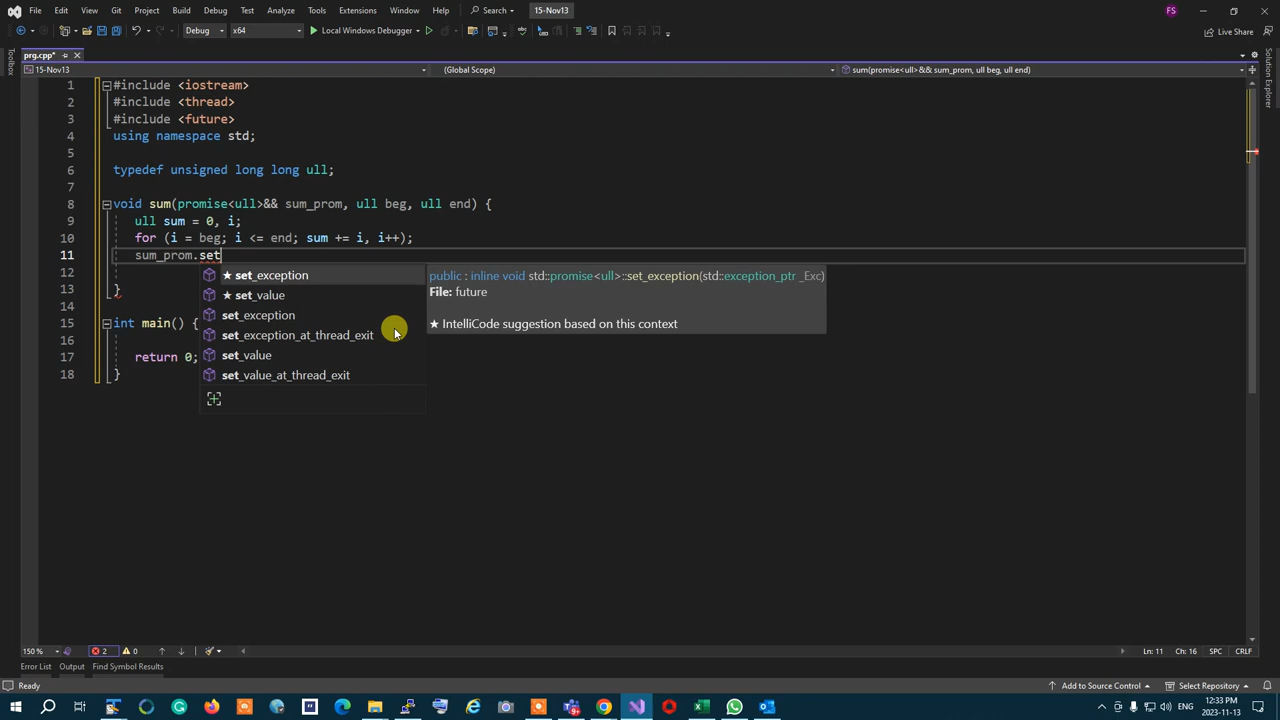 File Edit View Git Project Build Debug Test Analyze Tools Extensions Window Help Search 15-Nov13 FS
Debug x64 Local Windows Debugger Live Share
prg.cpp*
15-Nov13 (Global Scope) sum(promise<ull>&& sum_prom, ull beg, ull end)
Toolbox
Solution Explorer
1 #include <iostream>
2 #include <thread>
3 #include <future>
4 using namespace std;
5
6 typedef unsigned long long ull;
7
8 void sum(promise<ull>&& sum_prom, ull beg, ull end) {
9 ull sum = 0, i;
10 for (i = beg; i <= end; sum += i, i++);
11 sum_prom.set
12
13 }
14
15 int main() {
16
17 return 0;
18 }
★ set_exception
★ set_value
set_exception
set_exception_at_thread_exit
set_value
set_value_at_thread_exit
public : inline void std::promise<ull>::set_exception(std::exception_ptr _Exc)
File: future
★ IntelliCode suggestion based on this context
150 % 2 0 Ln: 11 Ch: 16 SPC CRLF
Error List Output Find Symbol Results
Ready Add to Source Control Select Repository
ENG 12:33 PM
2023-11-13